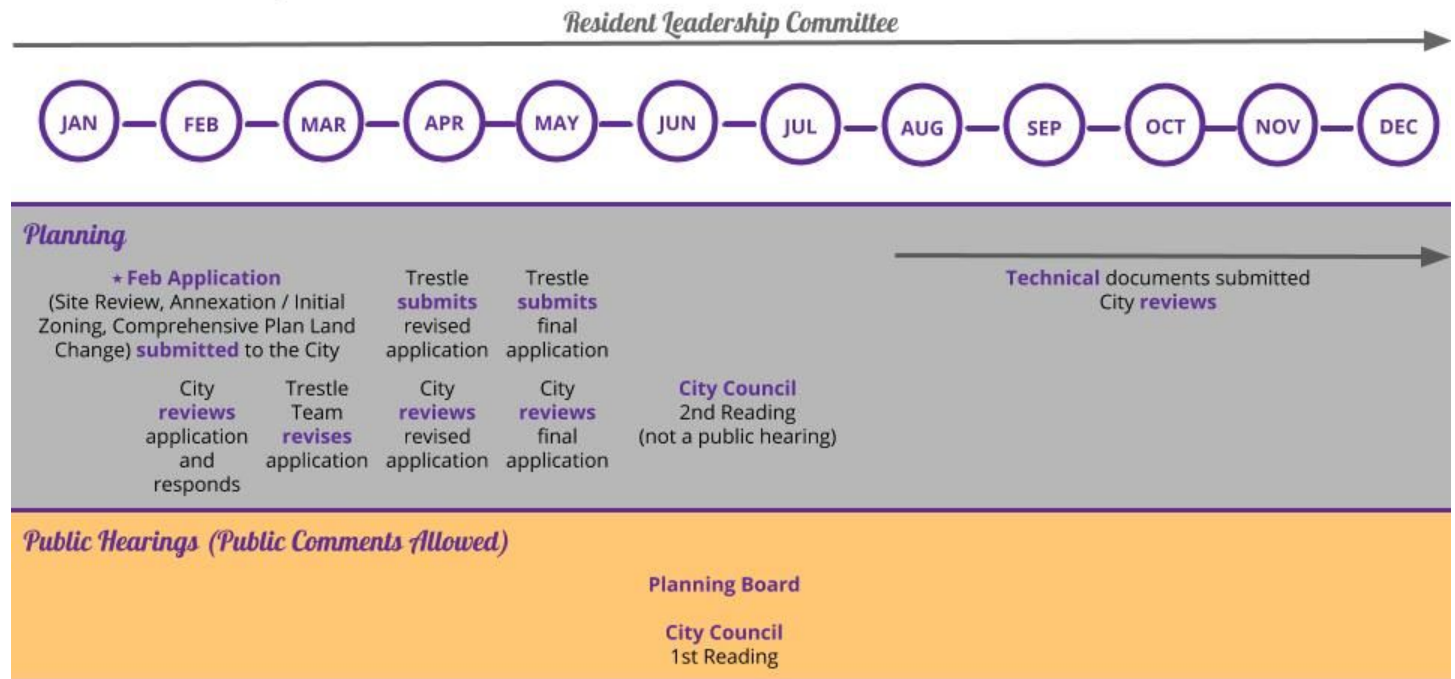 Resident Leadership Committee
JAN FEB MAR APR MAY JUN JUL AUG SEP OCT NOV DEC
Planning
★ Feb Application
(Site Review, Annexation / Initial
Zoning, Comprehensive Plan Land
Change) submitted to the City
Trestle
submits
revised
application
Trestle
submits
final
application
Technical documents submitted
City reviews
City
reviews
application
and
responds
Trestle
Team
revises
application
City
reviews
revised
application
City
reviews
final
application
City Council
2nd Reading
(not a public hearing)
Public Hearings (Public Comments Allowed)
Planning Board
City Council
1st Reading